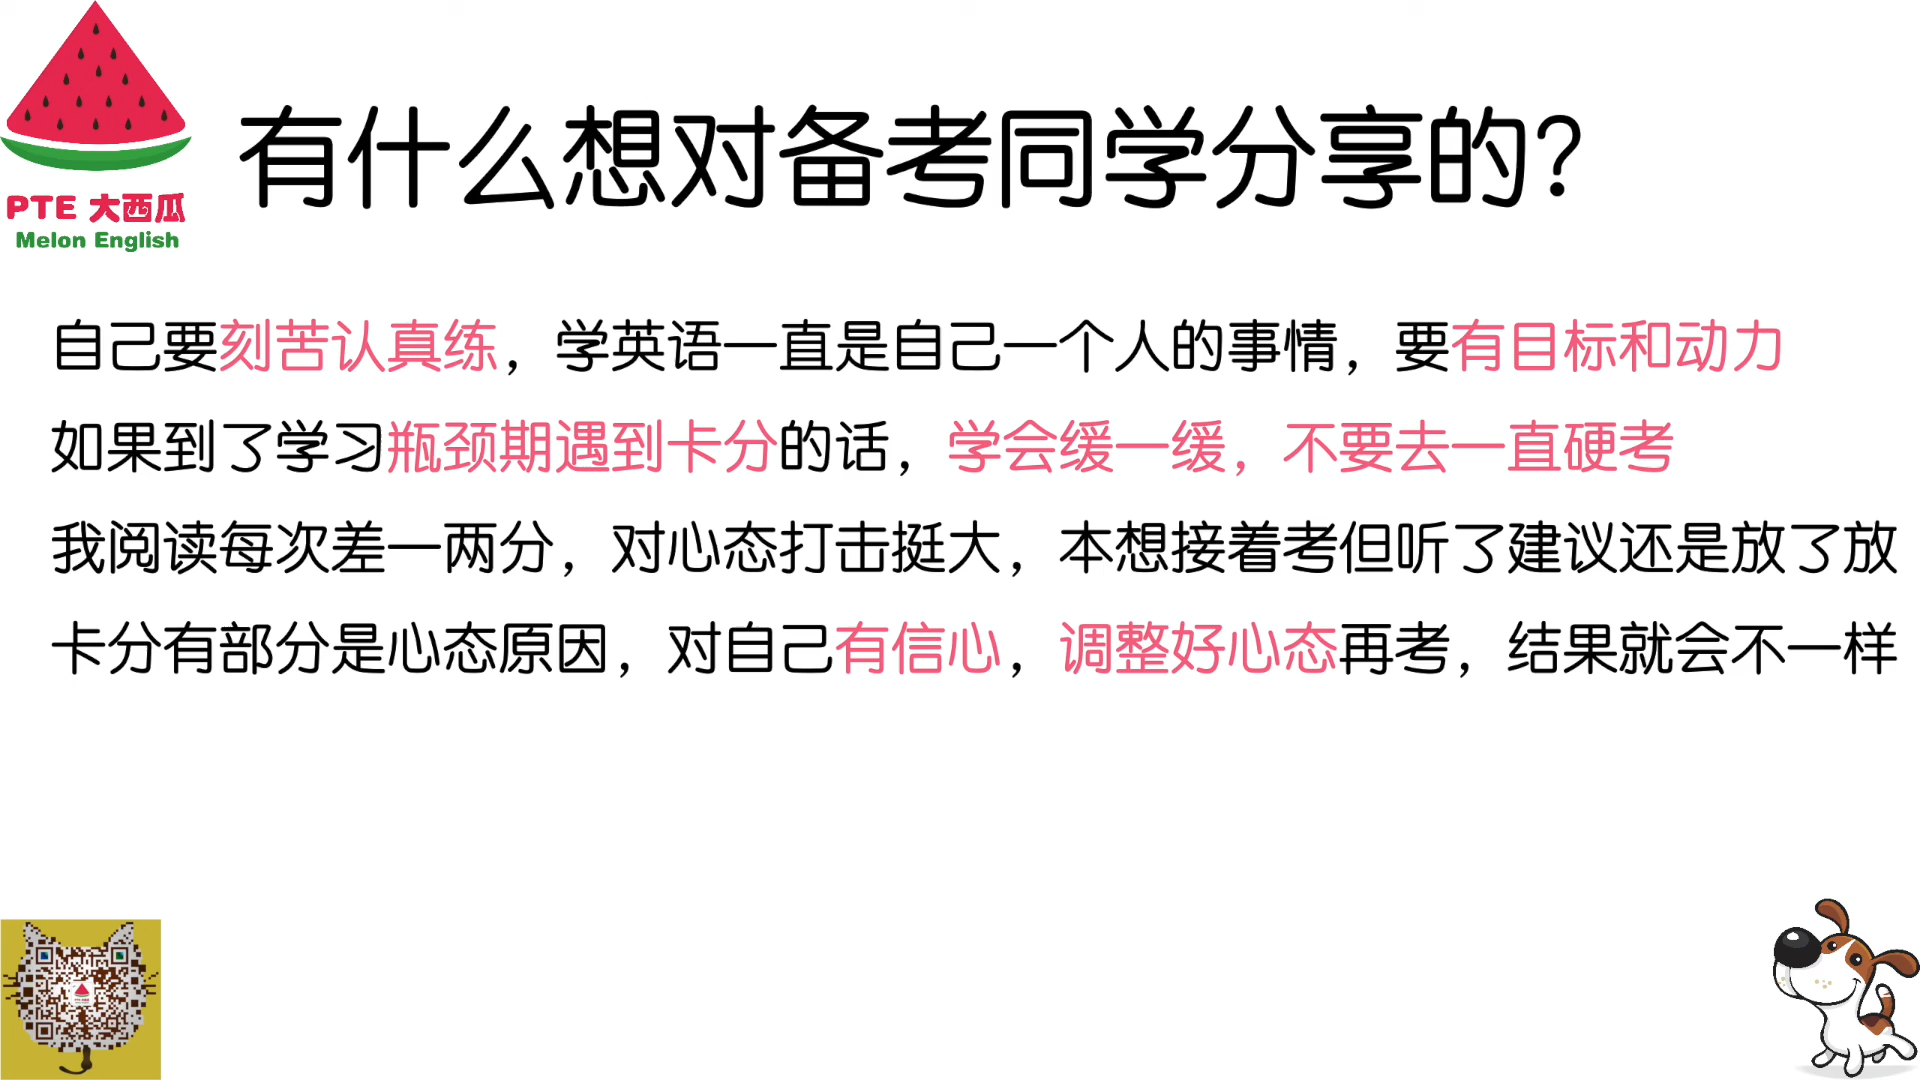 PTE 大西瓜
Melon English
有什么想对备考同学分享的?
自己要刻苦认真练，学英语一直是自己一个人的事情，要有目标和动力
如果到了学习瓶颈期遇到卡分的话，学会缓一缓，不要去一直硬考
我阅读每次差一两分，对心态打击挺大，本想接着考但听了建议还是放了放
卡分有部分是心态原因，对自己有信心，调整好心态再考，结果就会不一样